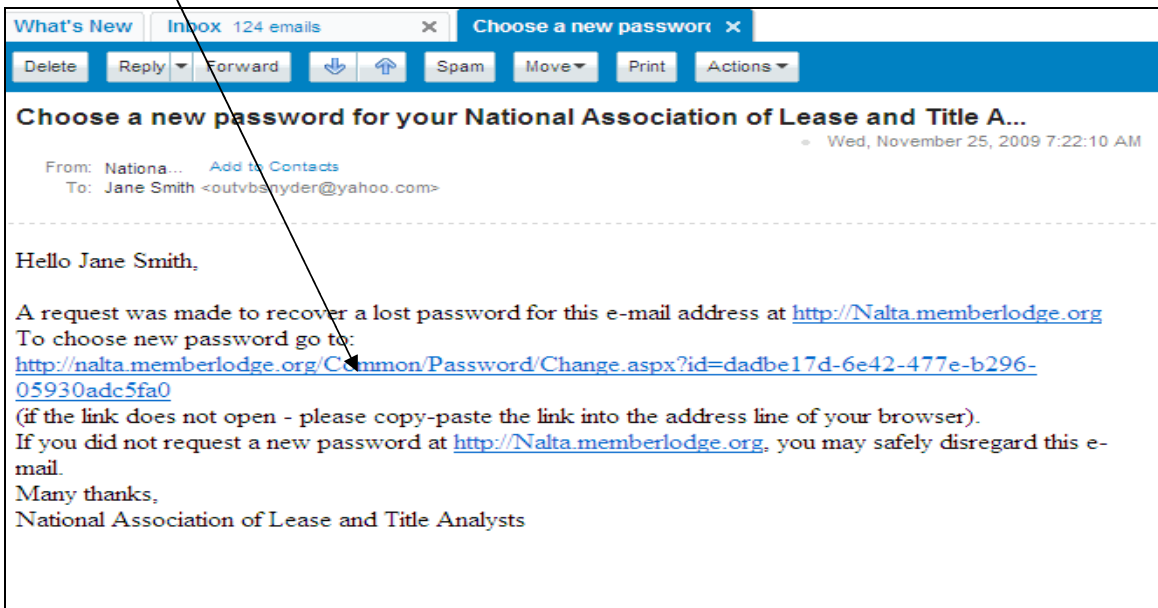 What's New Inbox 124 emails × Choose a new password ×
Delete Reply Forward Spam Move Print Actions
Choose a new password for your National Association of Lease and Title A...
Wed, November 25, 2009 7:22:10 AM
From: Nationa... Add to Contacts
To: Jane Smith <outvbsnyder@yahoo.com>
Hello Jane Smith,
A request was made to recover a lost password for this e-mail address at http://Nalta.memberlodge.org
To choose new password go to:
http://nalta.memberlodge.org/Common/Password/Change.aspx?id=dadbe17d-6e42-477e-b296-
05930adc5fa0
(if the link does not open - please copy-paste the link into the address line of your browser).
If you did not request a new password at http://Nalta.memberlodge.org, you may safely disregard this e-
mail.
Many thanks,
National Association of Lease and Title Analysts